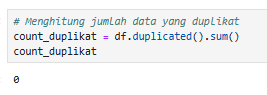 # Menghitung jumlah data yang duplikat
count_duplikat = df.duplicated().sum()
count_duplikat
0